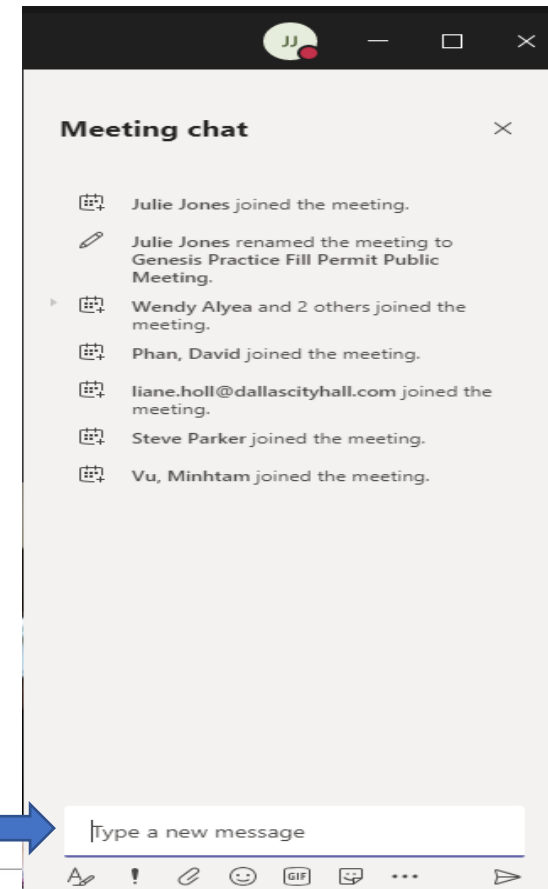 JJ
Meeting chat
Julie Jones joined the meeting.
Julie Jones renamed the meeting to
Genesis Practice Fill Permit Public
Meeting.
Wendy Alyea and 2 others joined the
meeting.
Phan, David joined the meeting.
liane.holl@dallascityhall.com joined the
meeting.
Steve Parker joined the meeting.
Vu, Minhtam joined the meeting.
Type a new message
GIF